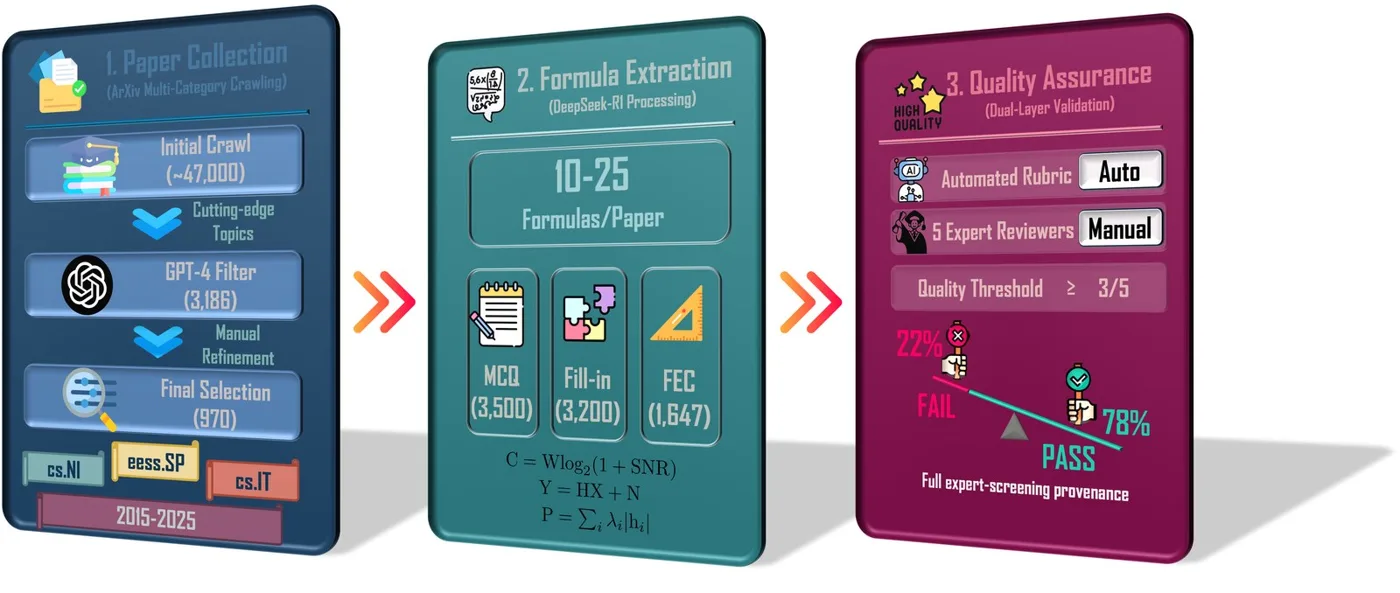 1. Paper Collection
(ArXiv Multi-Category Crawling)
Initial Crawl
(~47,000)
Cutting-edge
Topics
GPT-4 Filter
(3,186)
Manual
Refinement
Final Selection
(970)
cs.NI
eess.SP
cs.IT
2015-2025
5,6x
2. Formula Extraction
(DeepSeek-R1 Processing)
10-25
Formulas/Paper
MCQ
(3,500)
Fill-in
(3,200)
FEC
(1,647)
C = Wlog₂(1 + SNR)
Y = HX + N
P = ∑ᵢ λᵢ|hᵢ|
HIGH
QUALITY
3. Quality Assurance
(Dual-Layer Validation)
AI
Automated Rubric
Auto
5 Expert Reviewers
Manual
Quality Threshold ≥ 3/5
22%
FAIL
78%
PASS
Full expert-screening provenance